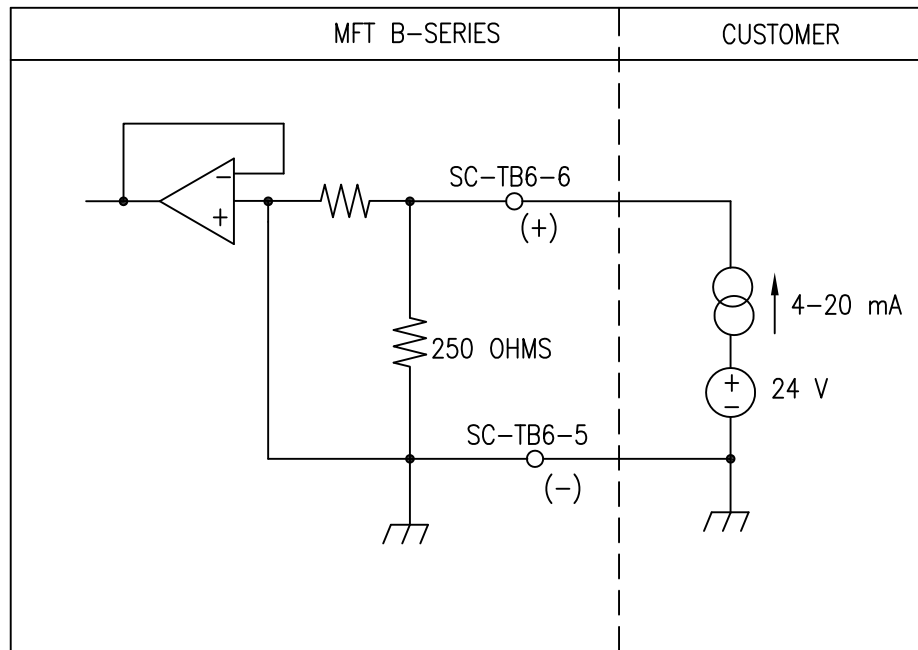 MFT B-SERIES
CUSTOMER
SC-TB6-6
(+)
−
+
4-20 mA
250 OHMS
+
−
24 V
SC-TB6-5
(-)